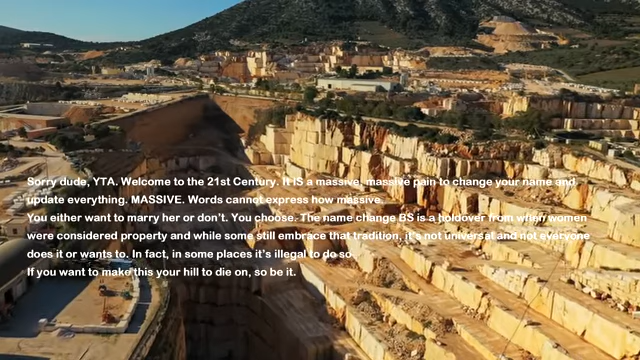 Sorry dude, YTA. Welcome to the 21st Century. It IS a massive, massive pain to change your name and
update everything. MASSIVE. Words cannot express how massive.
You either want to marry her or don't. You choose. The name change BS is a holdover from when women
were considered property and while some still embrace that tradition, it's not universal and not everyone
does it or wants to. In fact, in some places it's illegal to do so
If you want to make this your hill to die on, so be it.